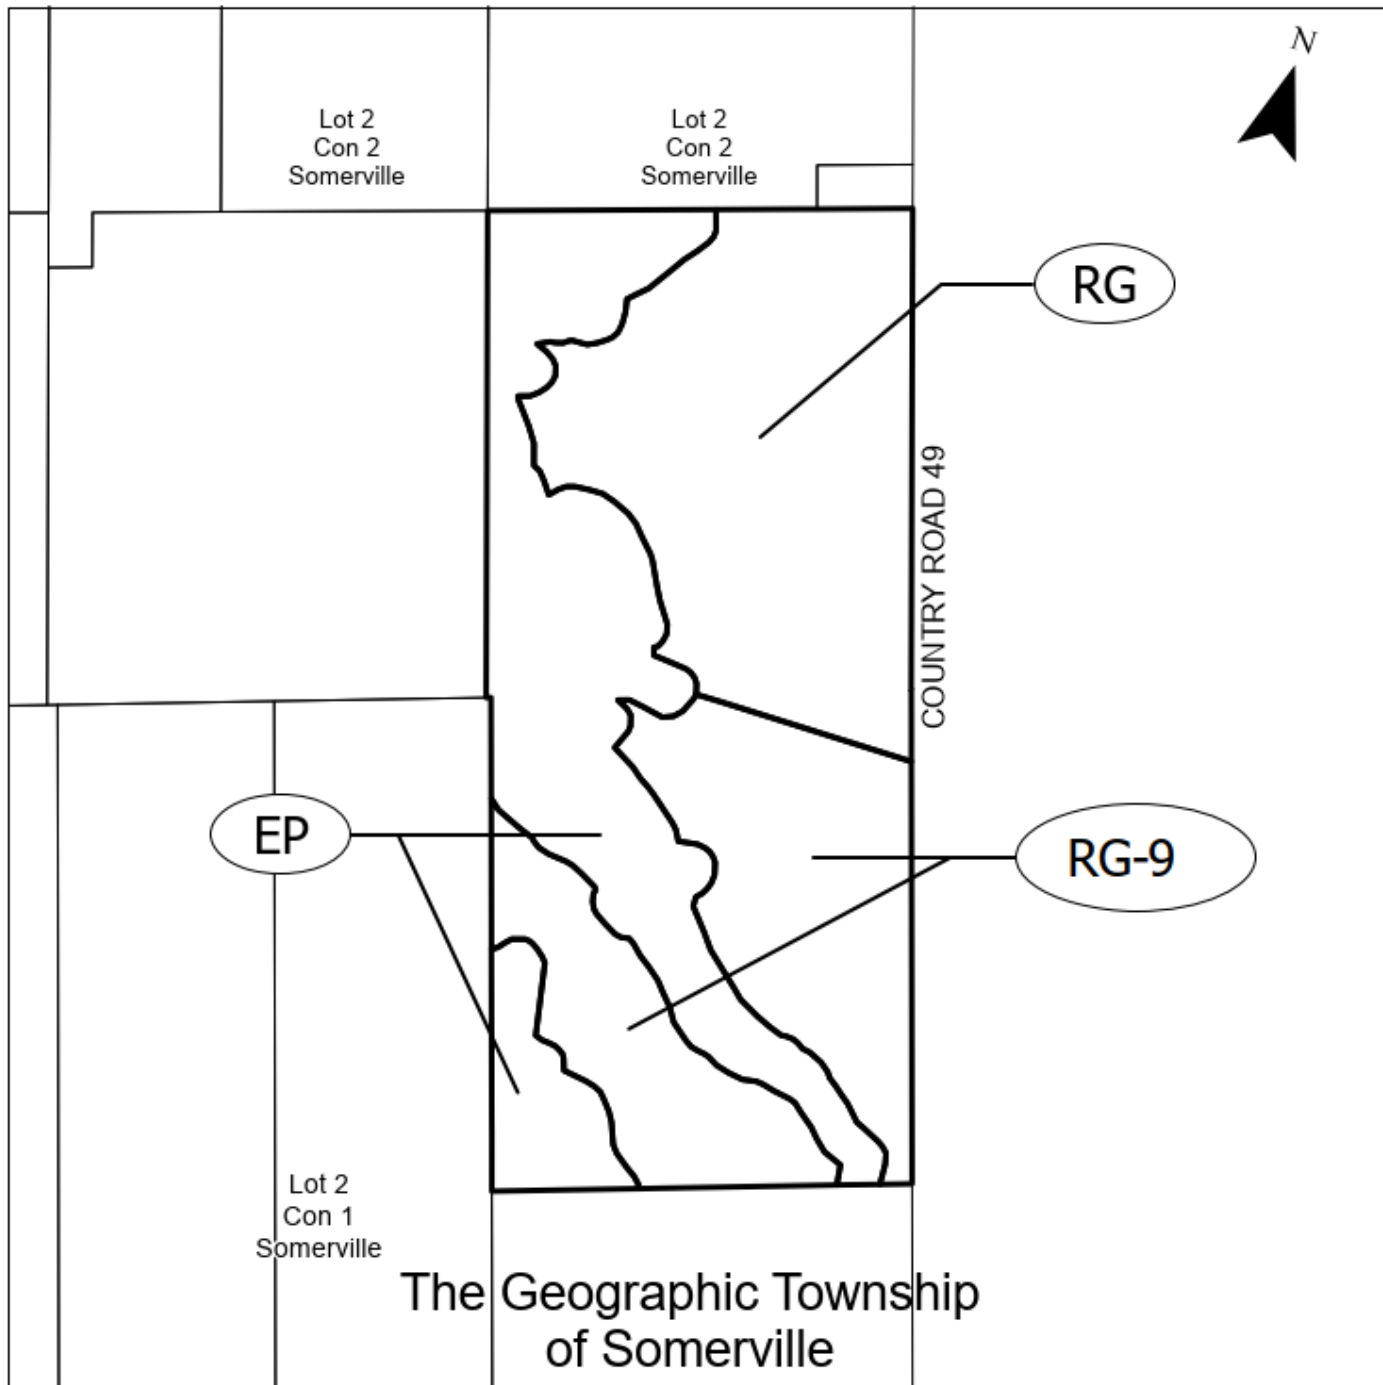 N
Lot 2
Con 2
Somerville
Lot 2
Con 2
Somerville
RG
COUNTRY ROAD 49
EP
RG-9
Lot 2
Con 1
Somerville
The Geographic Township
of Somerville